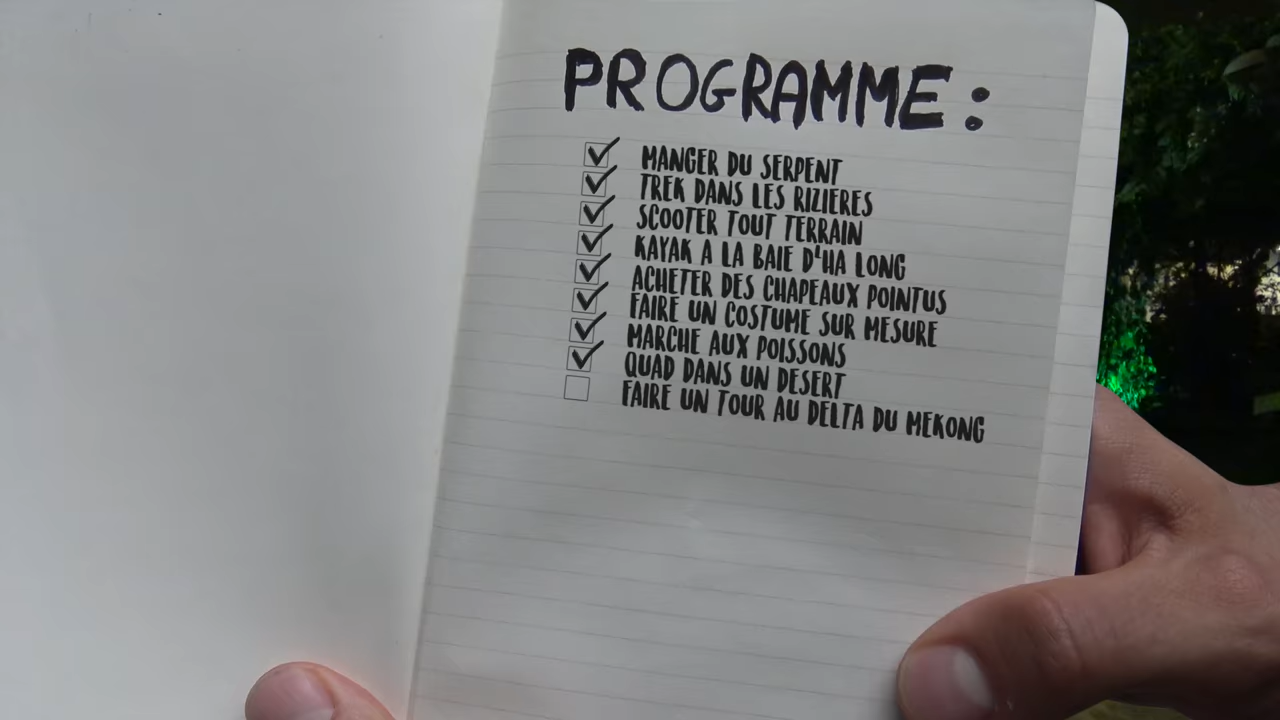 PROGRAMME:
MANGER DU SERPENT
TREK DANS LES RIZIERES
SCOOTER TOUT TERRAIN
KAYAK A LA BAIE D'HA LONG
ACHETER DES CHAPEAUX POINTUS
FAIRE UN COSTUME SUR MESURE
MARCHE AUX POISSONS
QUAD DANS UN DESERT
FAIRE UN TOUR AU DELTA DU MEKONG